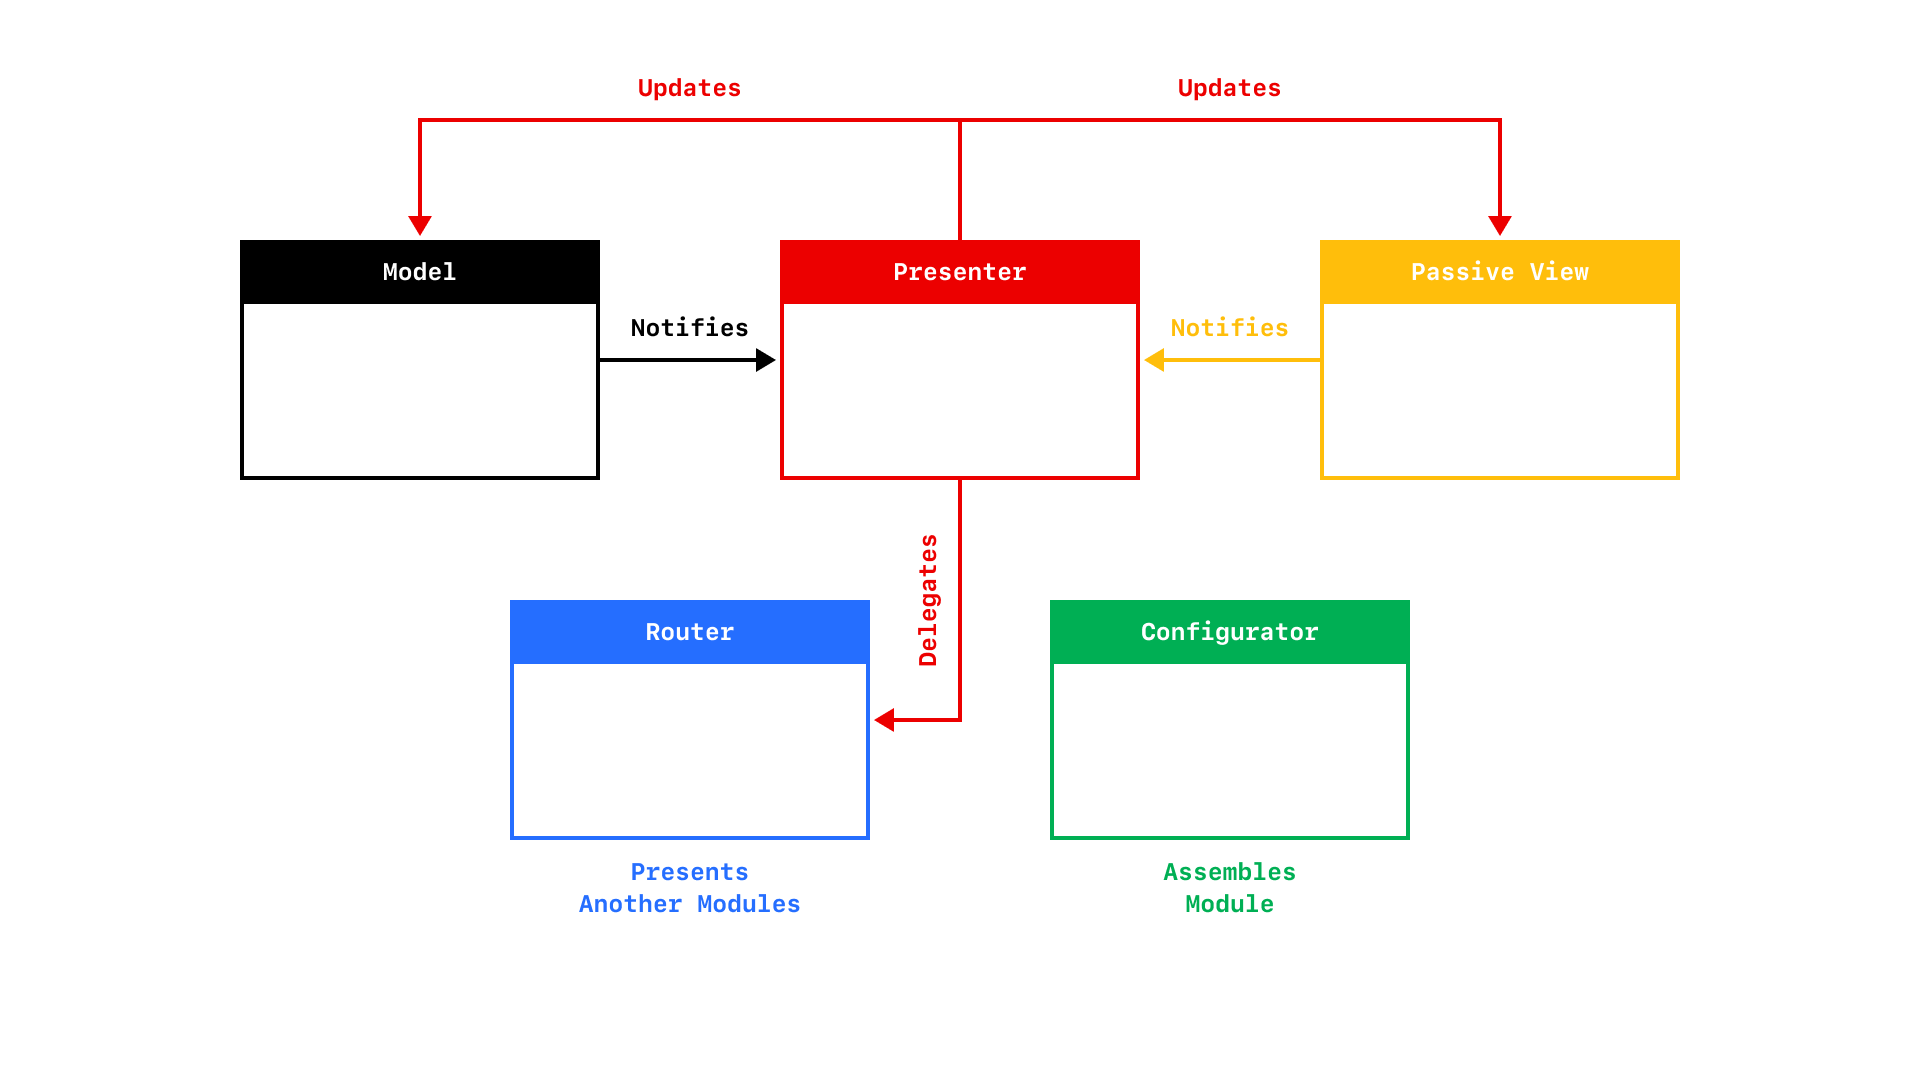 Updates
Updates
Model
Presenter
Passive View
Notifies
Notifies
Delegates
Router
Configurator
Presents
Another Modules
Assembles
Module